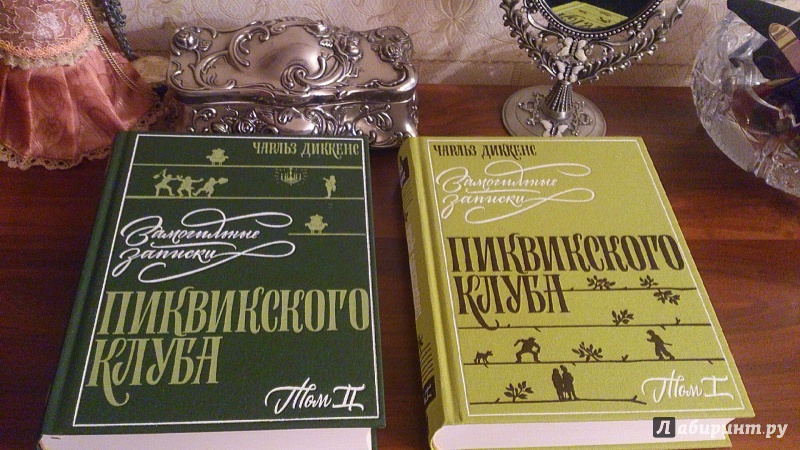 ЧАРЛЬЗ ДИККЕНС
Замогильные
записки
ПИКВИКСКОГО
КЛУБА
Том II
ЧАРЛЬЗ ДИККЕНС
Замогильные
записки
ПИКВИКСКОГО
КЛУБА
Том I
Лабиринт.ру